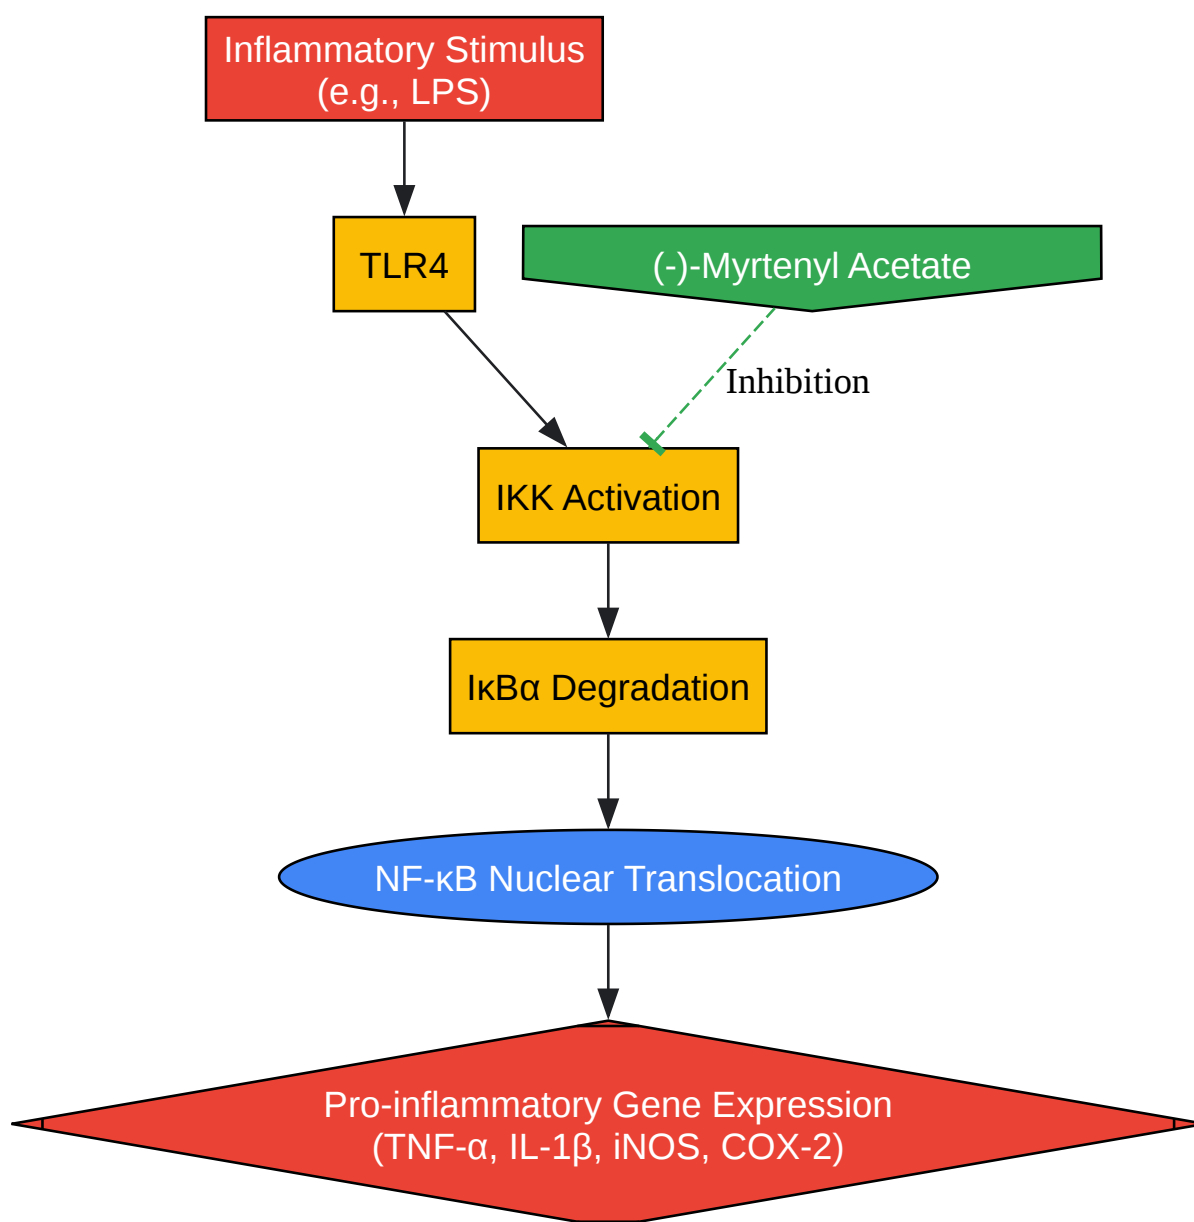 Inflammatory Stimulus
(e.g., LPS)
TLR4
(-)-Myrtenyl Acetate
Inhibition
IKK Activation
IκBα Degradation
NF-κB Nuclear Translocation
Pro-inflammatory Gene Expression
(TNF-α, IL-1β, iNOS, COX-2)